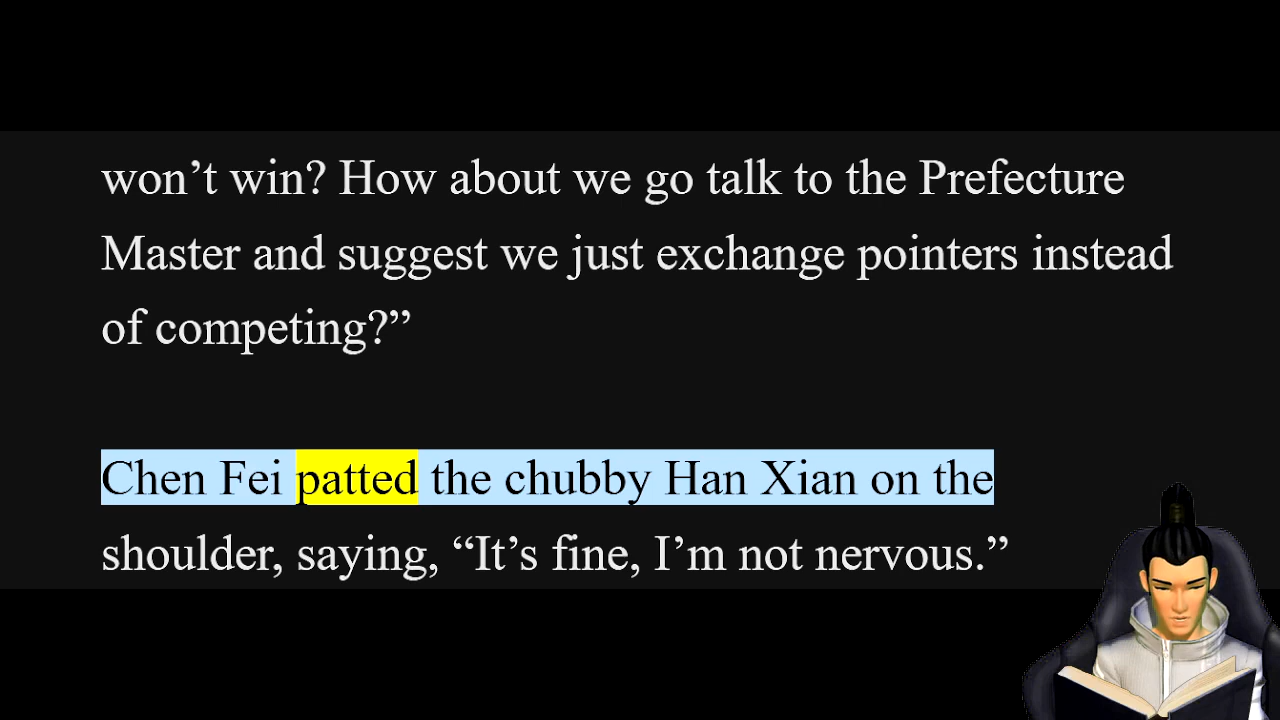 won’t win? How about we go talk to the Prefecture
Master and suggest we just exchange pointers instead
of competing?”
Chen Fei patted the chubby Han Xian on the
shoulder, saying, “It’s fine, I’m not nervous.”